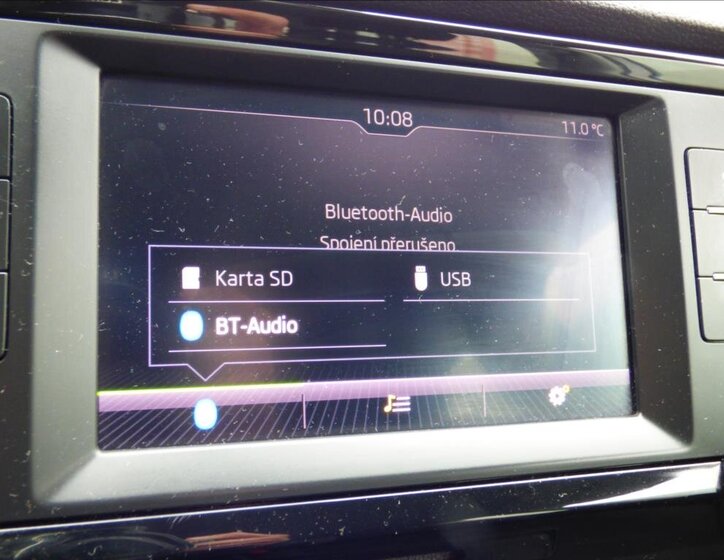 10:08
11.0 °C
Bluetooth-Audio
Spojení přerušeno
Karta SD
USB
BT-Audio